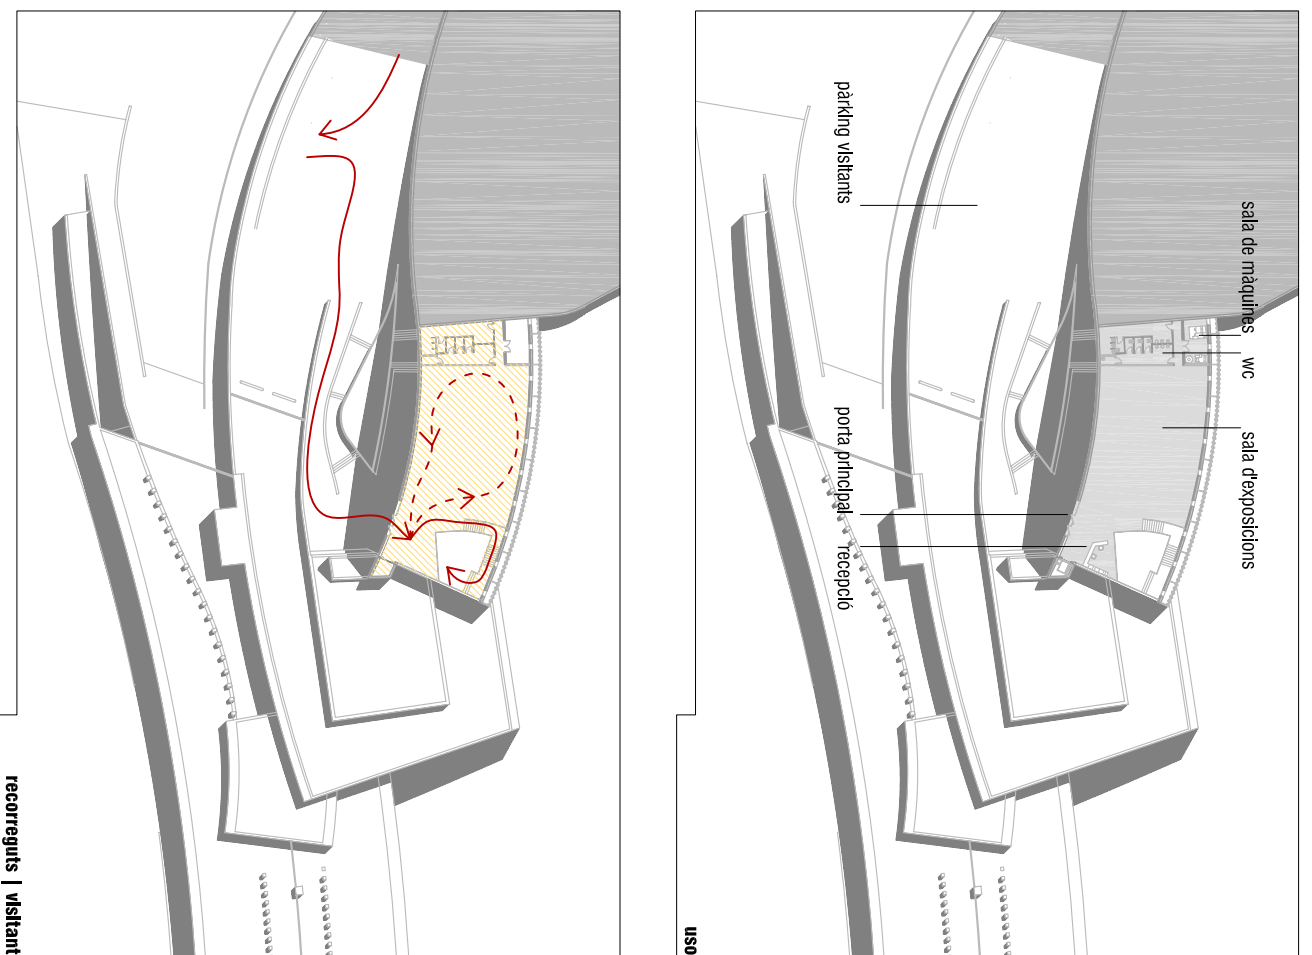 recorreguts | visitant
pàrking visitants
porta principal
recepció
sala de màquines
wc
sala d'exposicions
uso